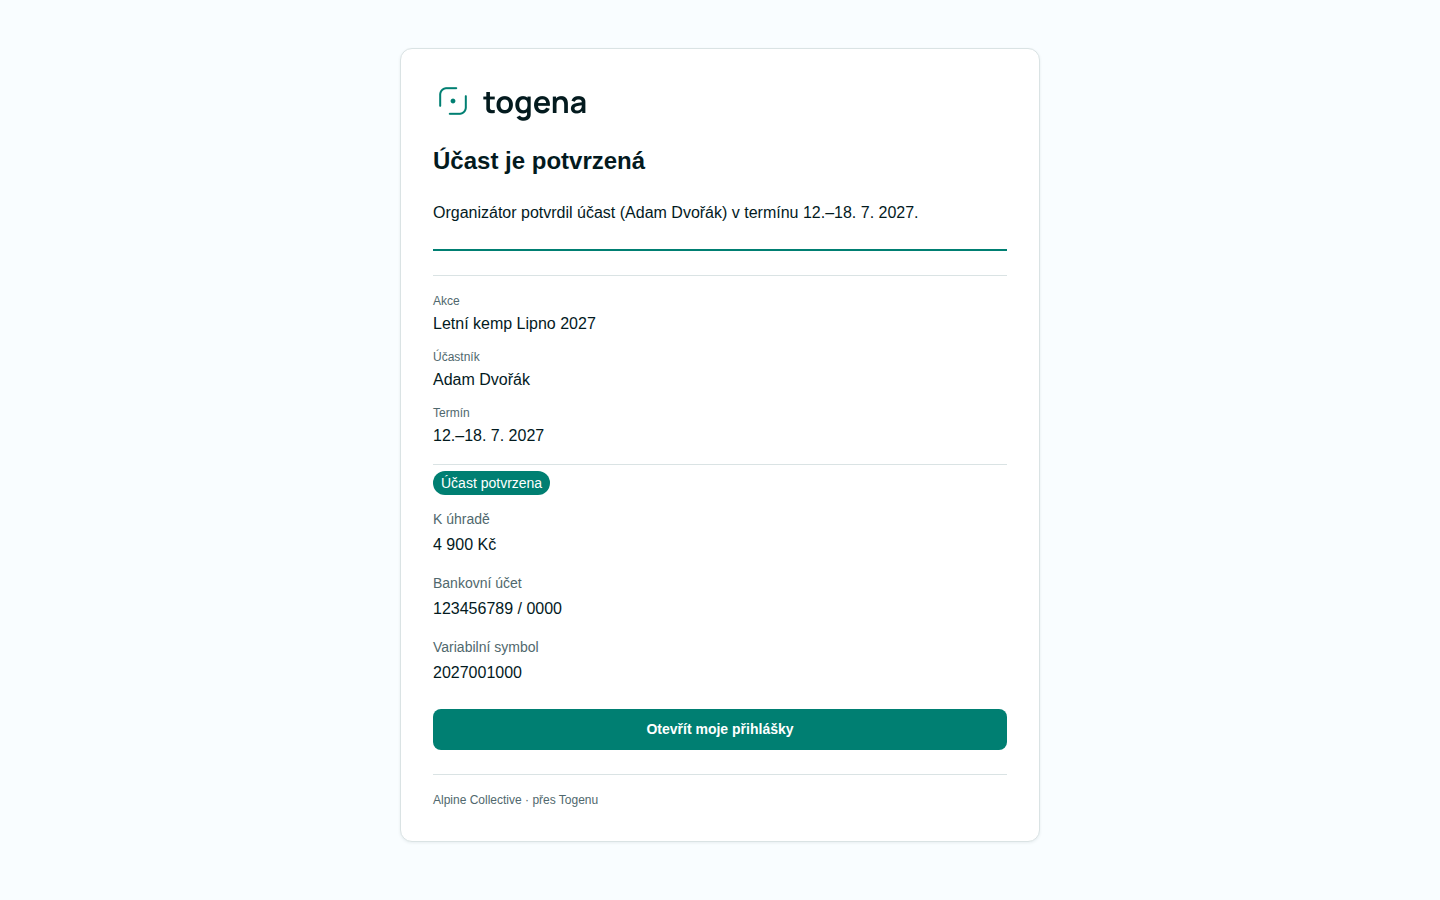 togena
Účast je potvrzená
Organizátor potvrdil účast (Adam Dvořák) v termínu 12.–18. 7. 2027.
Akce
Letní kemp Lipno 2027
Účastník
Adam Dvořák
Termín
12.–18. 7. 2027
Účast potvrzena
K úhradě
4 900 Kč
Bankovní účet
123456789 / 0000
Variabilní symbol
2027001000
Otevřít moje přihlášky
Alpine Collective · přes Togenu